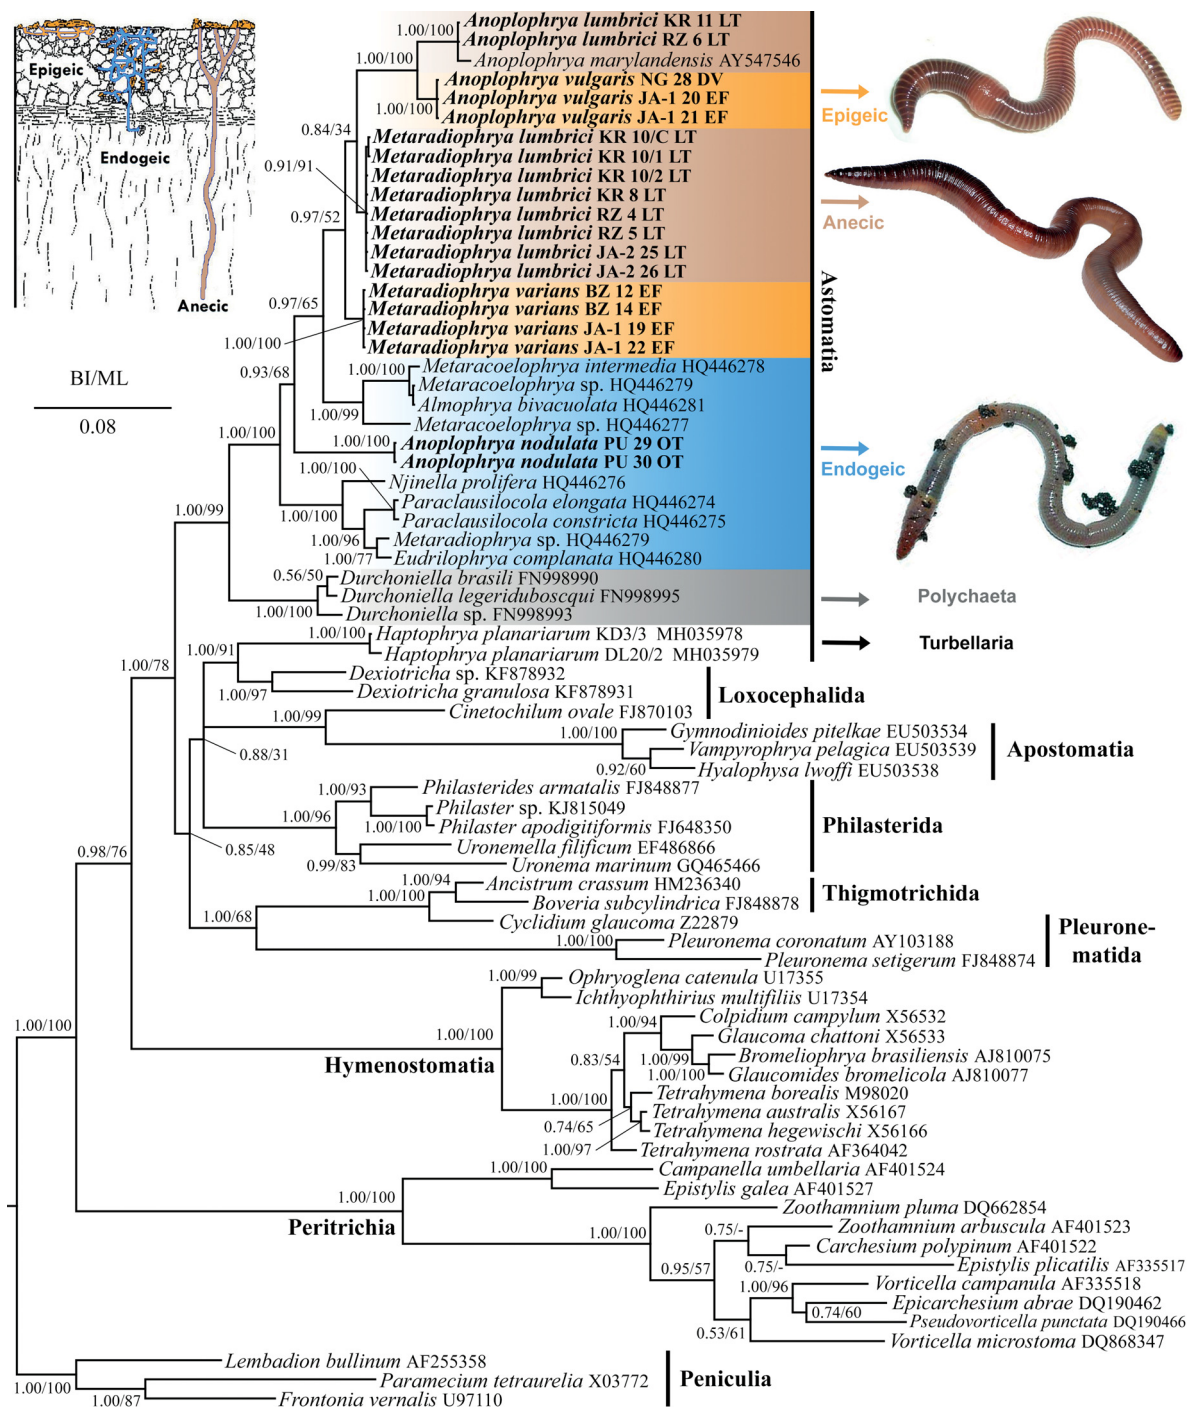 Epigeic
Endogeic
Anecic
BI/ML
0.08
1.00/100
Anoplophrya lumbrici KR 11 LT
Anoplophrya lumbrici RZ 6 LT
1.00/100
Anoplophrya marylandensis AY547546
Anoplophrya vulgaris NG 28 DV
Anoplophrya vulgaris JA-1 20 EF
1.00/100
Anoplophrya vulgaris JA-1 21 EF
0.84/34
Metaradiophrya lumbrici KR 10/C LT
Metaradiophrya lumbrici KR 10/1 LT
0.91/91
Metaradiophrya lumbrici KR 10/2 LT
Metaradiophrya lumbrici KR 8 LT
0.97/52
Metaradiophrya lumbrici RZ 4 LT
Metaradiophrya lumbrici RZ 5 LT
Metaradiophrya lumbrici JA-2 25 LT
Metaradiophrya lumbrici JA-2 26 LT
Metaradiophrya varians BZ 12 EF
0.97/65
Metaradiophrya varians BZ 14 EF
Metaradiophrya varians JA-1 19 EF
1.00/100
Metaradiophrya varians JA-1 22 EF
1.00/100
Metaracoelophrya intermedia HQ446278
0.93/68
Metaracoelophrya sp. HQ446279
Almophrya bivacuolata HQ446281
1.00/99
Metaracoelophrya sp. HQ446277
1.00/100
1.00/100
Anoplophrya nodulata PU 29 OT
Anoplophrya nodulata PU 30 OT
1.00/100
Njinella prolifera HQ446276
Paraclausilocola elongata HQ446274
1.00/99
1.00/100
Paraclausilocola constricta HQ446275
1.00/96
Metaradiophrya sp. HQ446279
1.00/77
Eudrilophrya complanata HQ446280
0.56/50
Durchoniella brasili FN998990
Durchoniella legeriduboscqui FN998995
1.00/100
Durchoniella sp. FN998993
Astomatia
Epigeic
Anecic
Endogeic
Polychaeta
Turbellaria
1.00/100
Haptophrya planariarum KD3/3 MH035978
1.00/91
Haptophrya planariarum DL20/2 MH035979
1.00/78
Dexiotricha sp. KF878932
1.00/97
Dexiotricha granulosa KF878931
Loxocephalida
1.00/99
Cinetochilum ovale FJ870103
1.00/100
Gymnodinioides pitelkae EU503534
0.88/31
Vampyrophrya pelagica EU503539
Apostomatia
0.92/60
Hyalophysa lwoffi EU503538
1.00/93
Philasterides armatalis FJ848877
Philaster sp. KJ815049
1.00/96
1.00/100
Philaster apodigitiformis FJ648350
Philasterida
0.98/76
0.85/48
Uronemella filificum EF486866
0.99/83
Uronema marinum GQ465466
1.00/94
Ancistrum crassum HM236340
1.00/100
Boveria subcylindrica FJ848878
Thigmotrichida
1.00/68
Cyclidium glaucoma Z22879
1.00/100
Pleuronema coronatum AY103188
Pleuronema setigerum FJ848874
Pleurone-
matida
1.00/99
Ophryoglena catenula U17355
Ichthyophthirius multifiliis U17354
1.00/100
1.00/100
1.00/94
Colpidium campylum X56532
Glaucoma chattoni X56533
0.83/54
1.00/99
Bromeliophrya brasiliensis AJ810075
Hymenostomatia
1.00/100
Glaucomides bromelicola AJ810077
1.00/100
Tetrahymena borealis M98020
Tetrahymena australis X56167
0.74/65
Tetrahymena hegewischi X56166
1.00/97
Tetrahymena rostrata AF364042
1.00/100
Campanella umbellaria AF401524
1.00/100
Epistylis galea AF401527
Peritrichia
Zoothamnium pluma DQ662854
1.00/100
0.75/-
Zoothamnium arbuscula AF401523
Carchesium polypinum AF401522
0.95/57
0.75/-
Epistylis plicatilis AF335517
1.00/96
Vorticella campanula AF335518
Epicarchesium abrae DQ190462
0.74/60
Pseudovorticella punctata DQ190466
0.53/61
Vorticella microstoma DQ868347
Lembadion bullinum AF255358
1.00/100
Paramecium tetraurelia X03772
Peniculia
1.00/87
Frontonia vernalis U97110